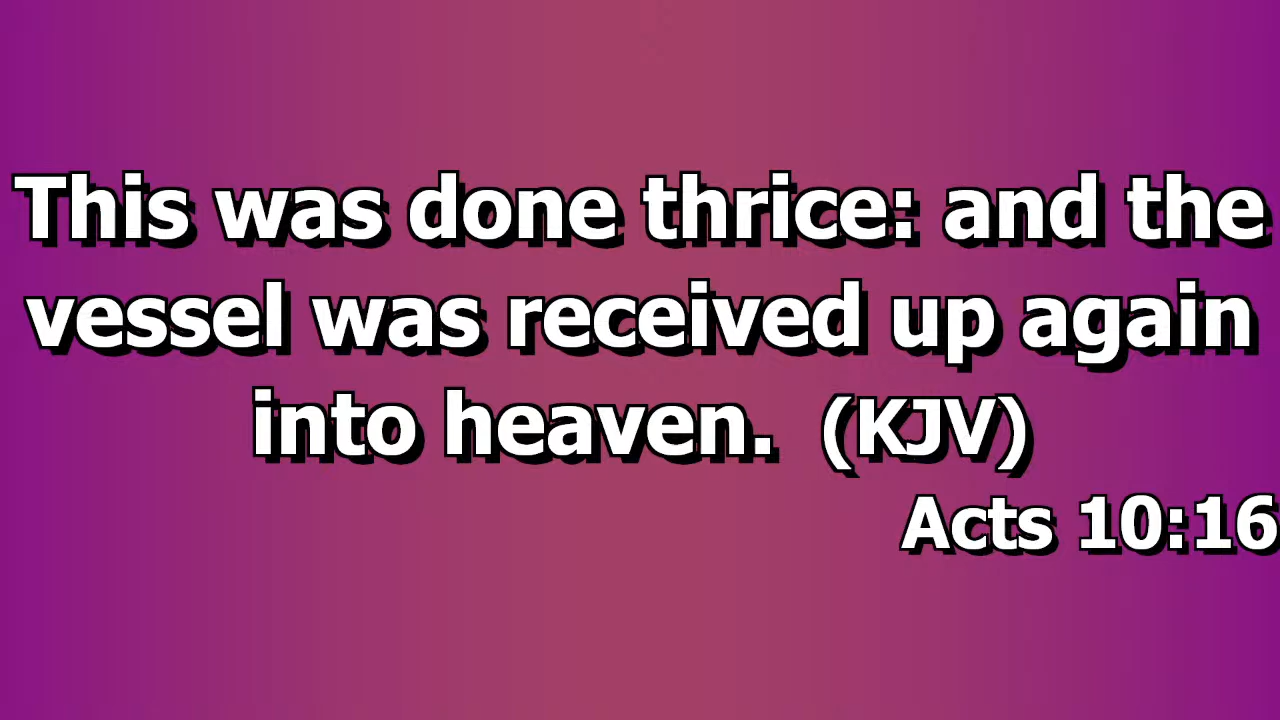 This was done thrice: and the
vessel was received up again
into heaven. (KJV)
Acts 10:16